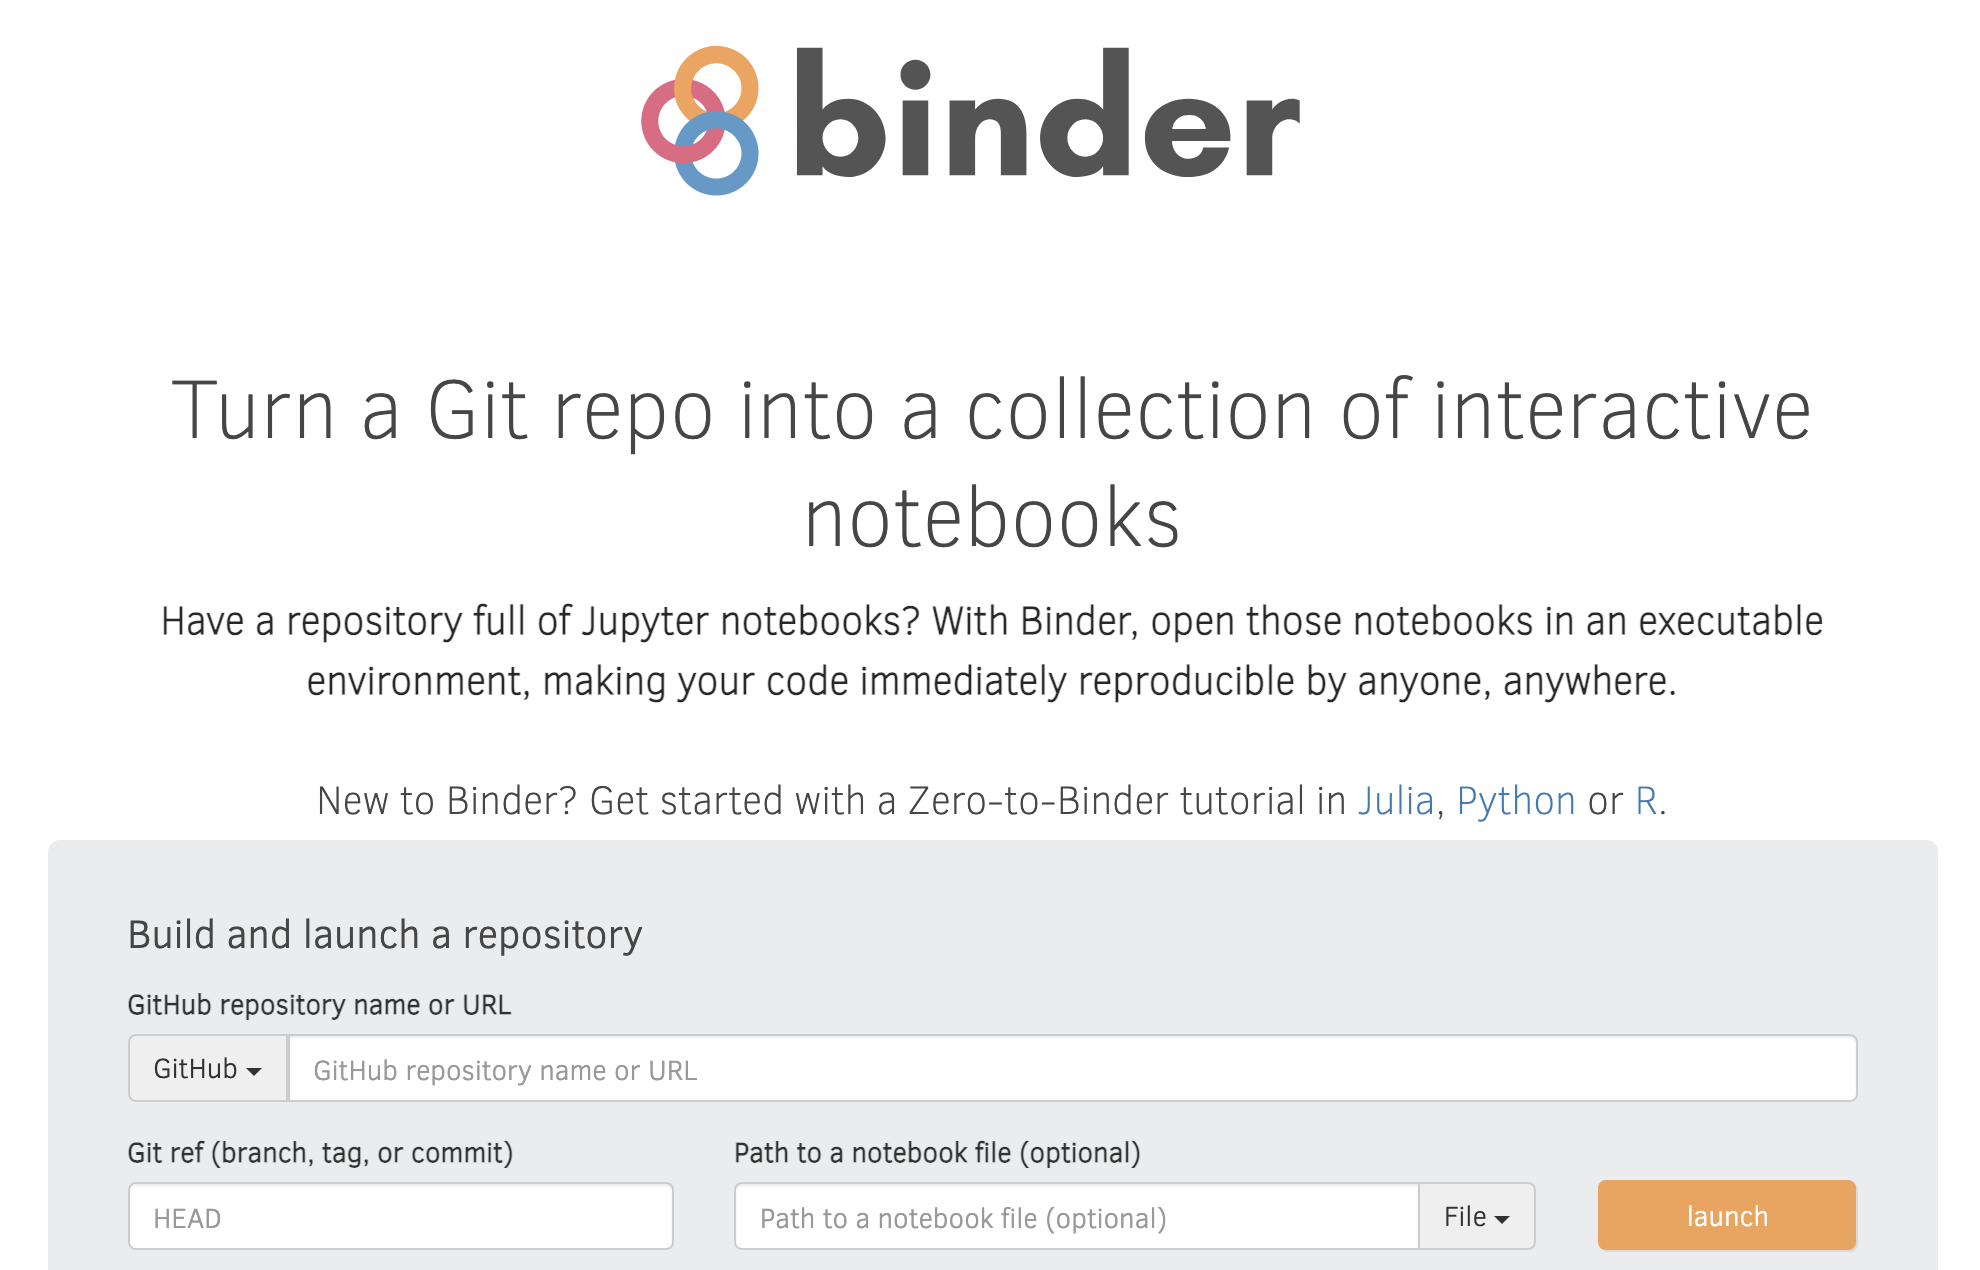 binder
Turn a Git repo into a collection of interactive
notebooks
Have a repository full of Jupyter notebooks? With Binder, open those notebooks in an executable
environment, making your code immediately reproducible by anyone, anywhere.
New to Binder? Get started with a Zero-to-Binder tutorial in Julia, Python or R.
Build and launch a repository
GitHub repository name or URL
GitHub GitHub repository name or URL
Git ref (branch, tag, or commit) Path to a notebook file (optional)
HEAD Path to a notebook file (optional) File launch